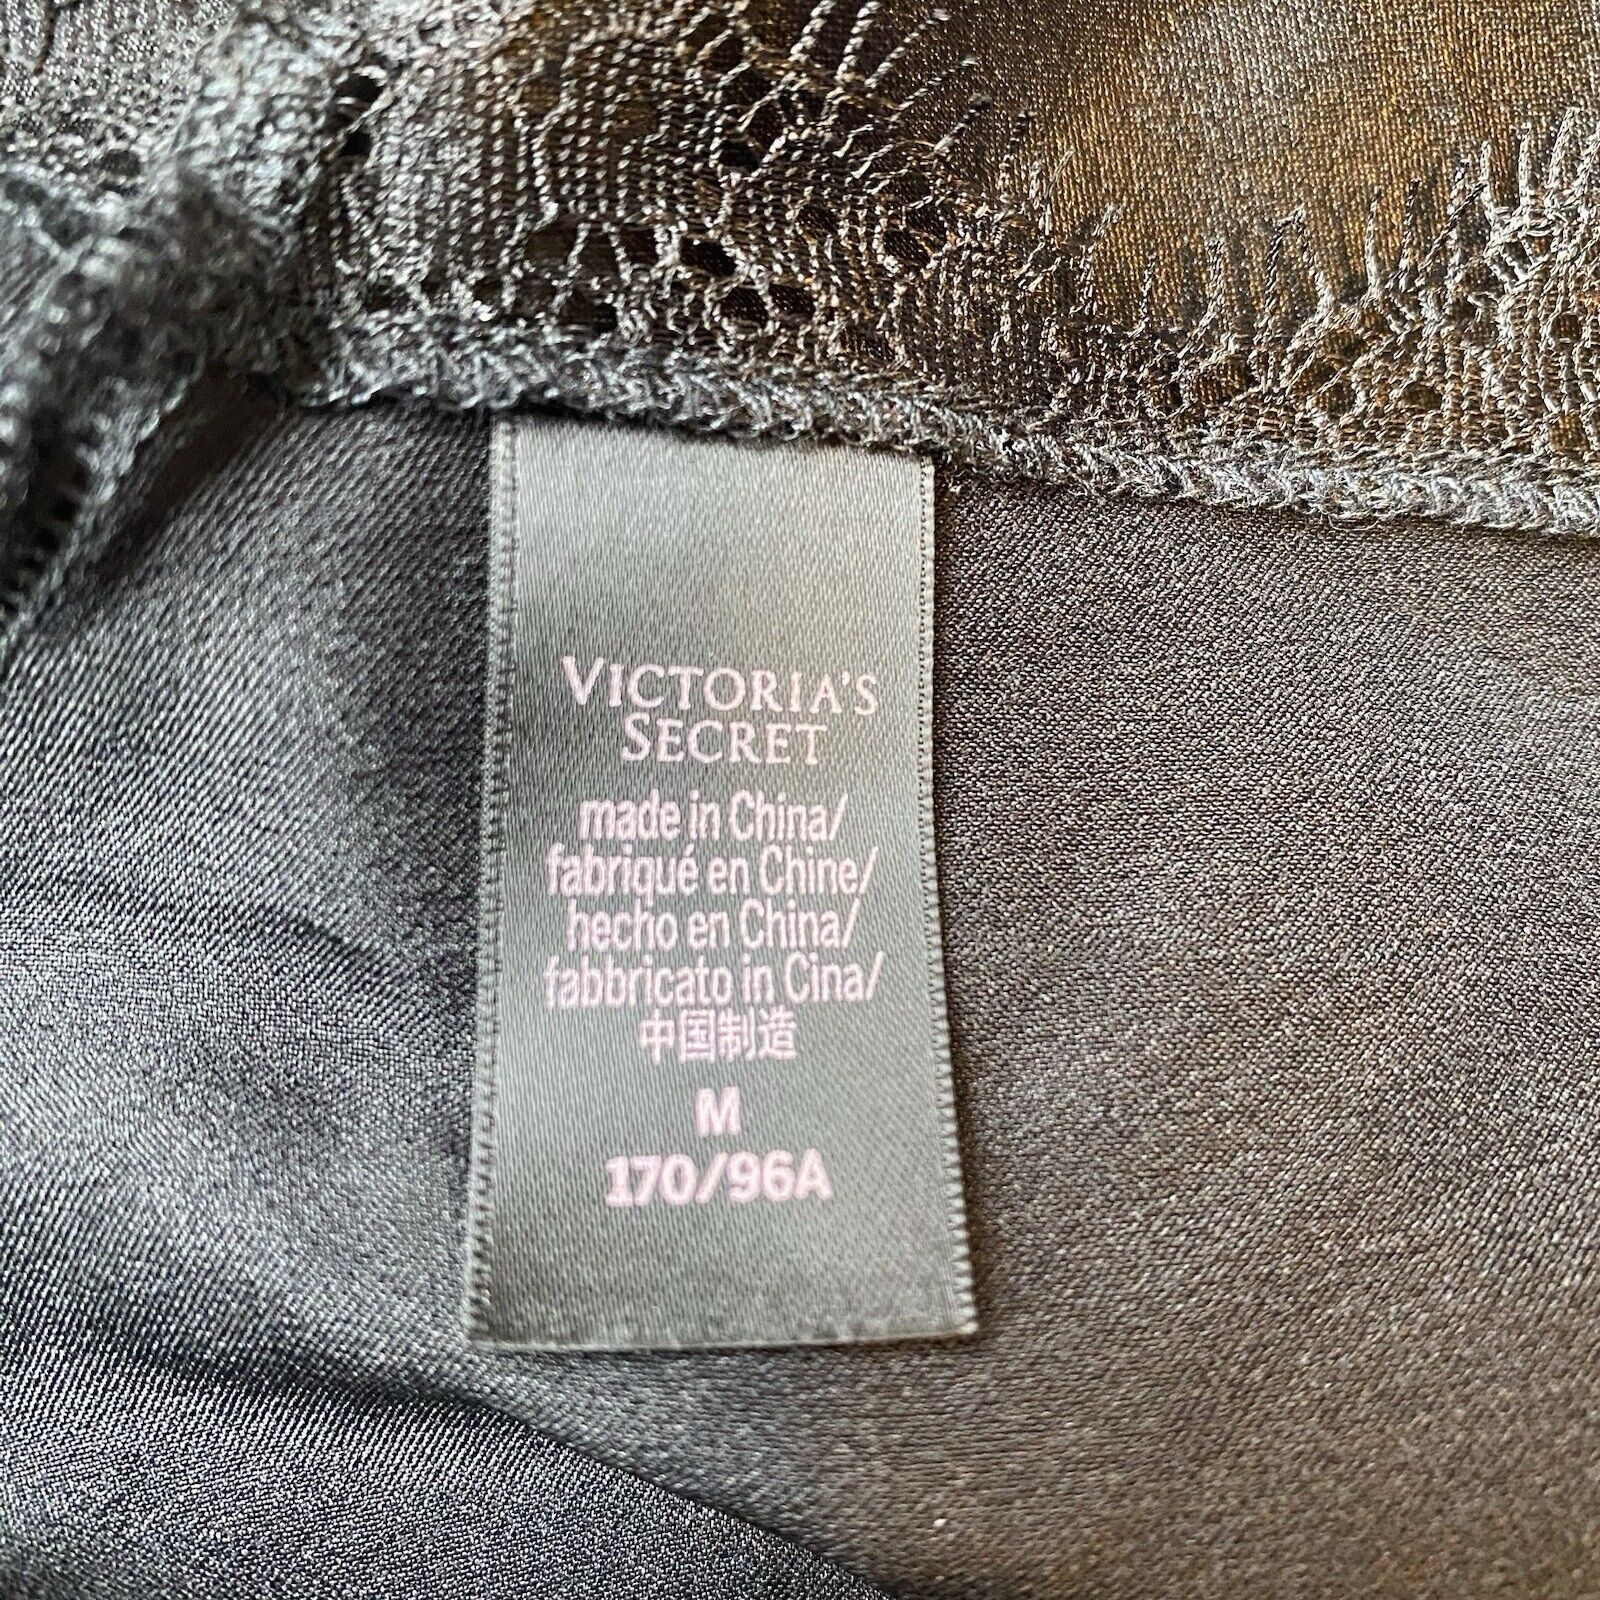 VICTORIA'S
SECRET
made in China/
fabriqué en Chine/
hecho en China/
fabbricato in Cina/
中国制造
M
170/96A